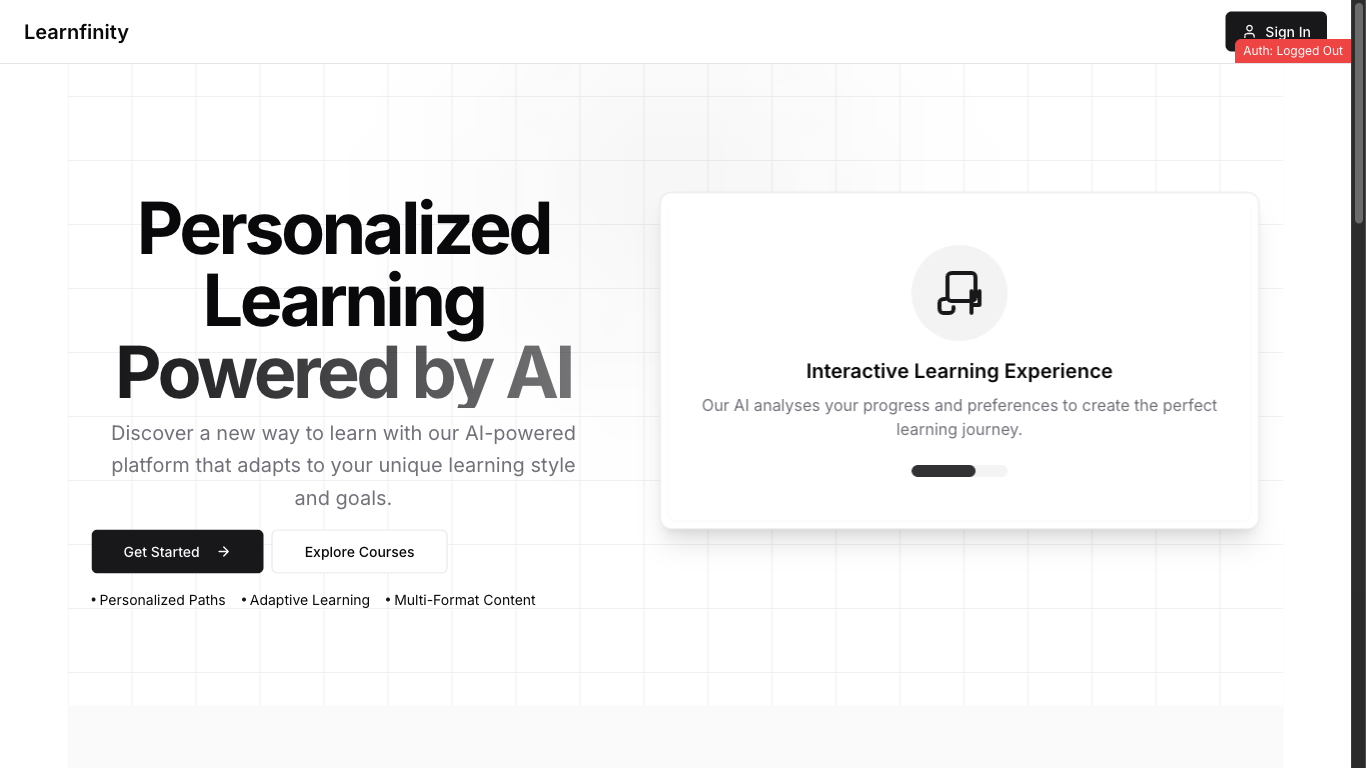 Learnfinity
Sign In
Auth: Logged Out
Personalized
Learning
Powered by AI
Discover a new way to learn with our AI-powered
platform that adapts to your unique learning style
and goals.
Get Started
Explore Courses
• Personalized Paths • Adaptive Learning • Multi-Format Content
Interactive Learning Experience
Our AI analyses your progress and preferences to create the perfect
learning journey.